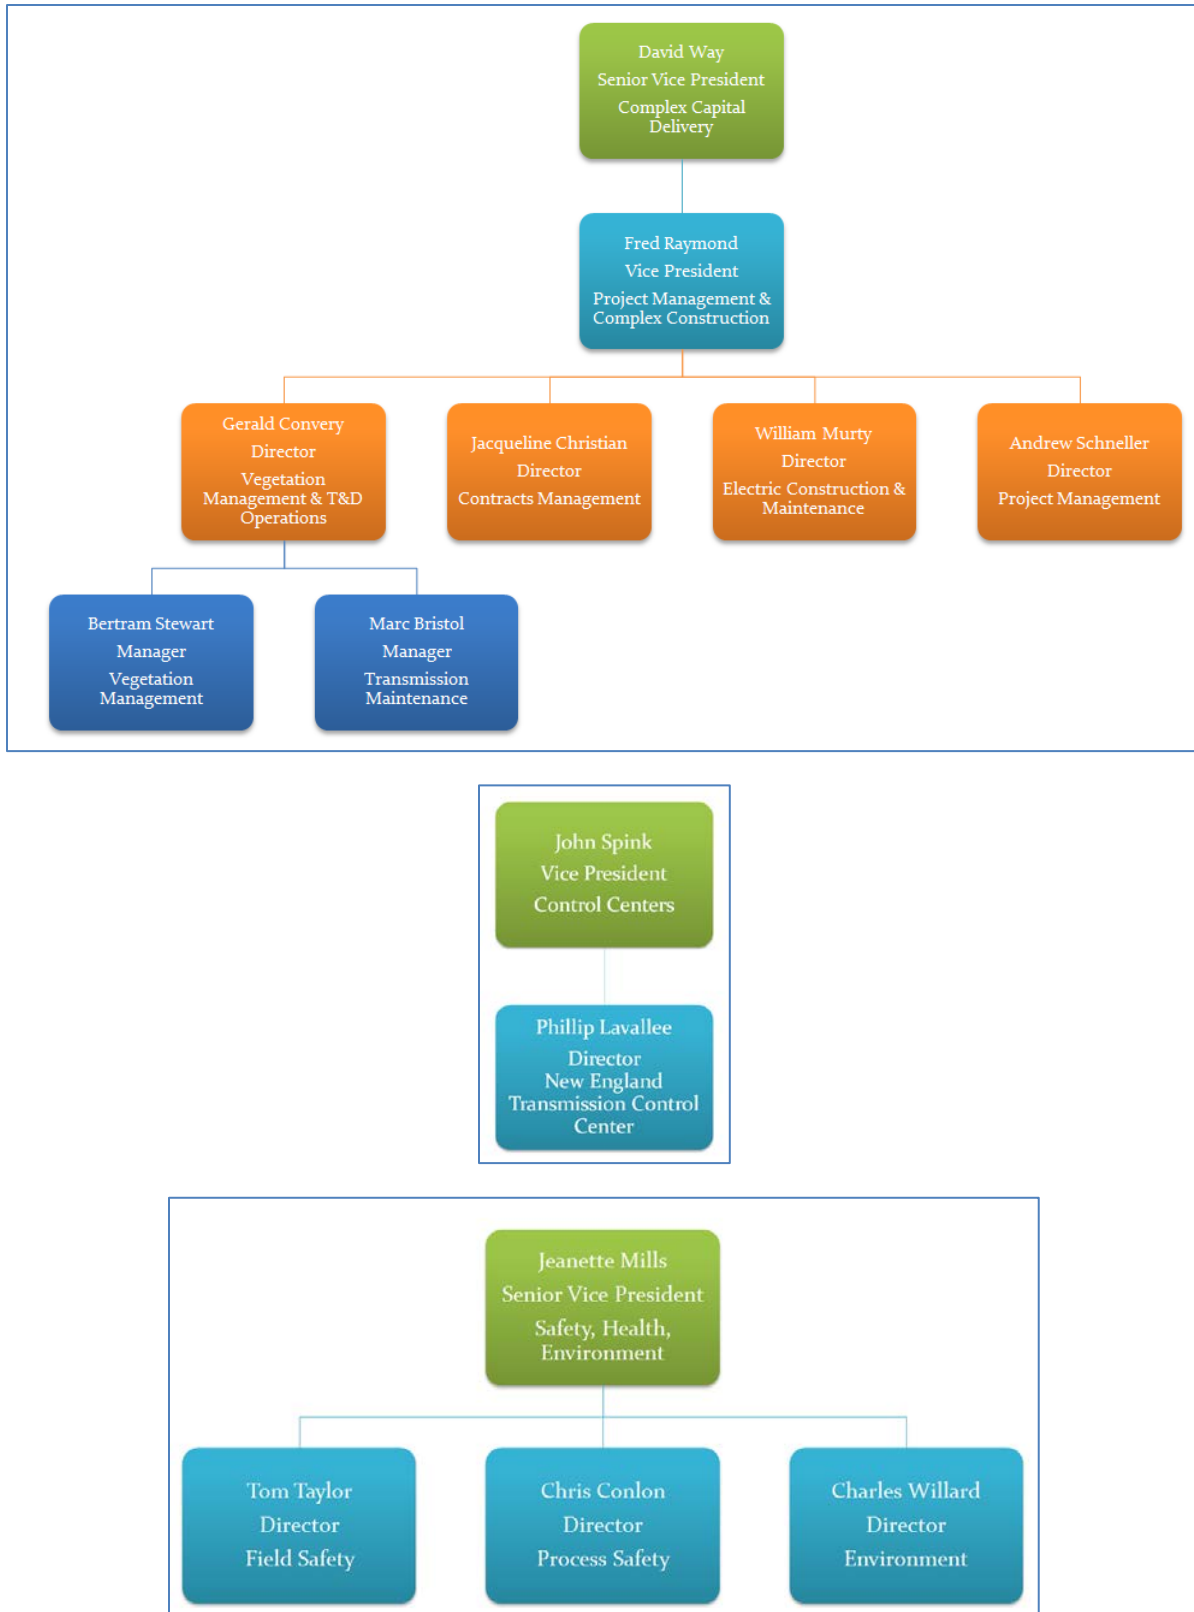 David Way
Senior Vice President
Complex Capital
Delivery
Fred Raymond
Vice President
Project Management &
Complex Construction
Gerald Convery
Director
Vegetation
Management & T&D
Operations
Jacqueline Christian
Director
Contracts Management
William Murty
Director
Electric Construction &
Maintenance
Andrew Schneller
Director
Project Management
Bertram Stewart
Manager
Vegetation
Management
Marc Bristol
Manager
Transmission
Maintenance
John Spink
Vice President
Control Centers
Phillip Lavallee
Director
New England
Transmission Control
Center
Jeanette Mills
Senior Vice President
Safety, Health,
Environment
Tom Taylor
Director
Field Safety
Chris Conlon
Director
Process Safety
Charles Willard
Director
Environment